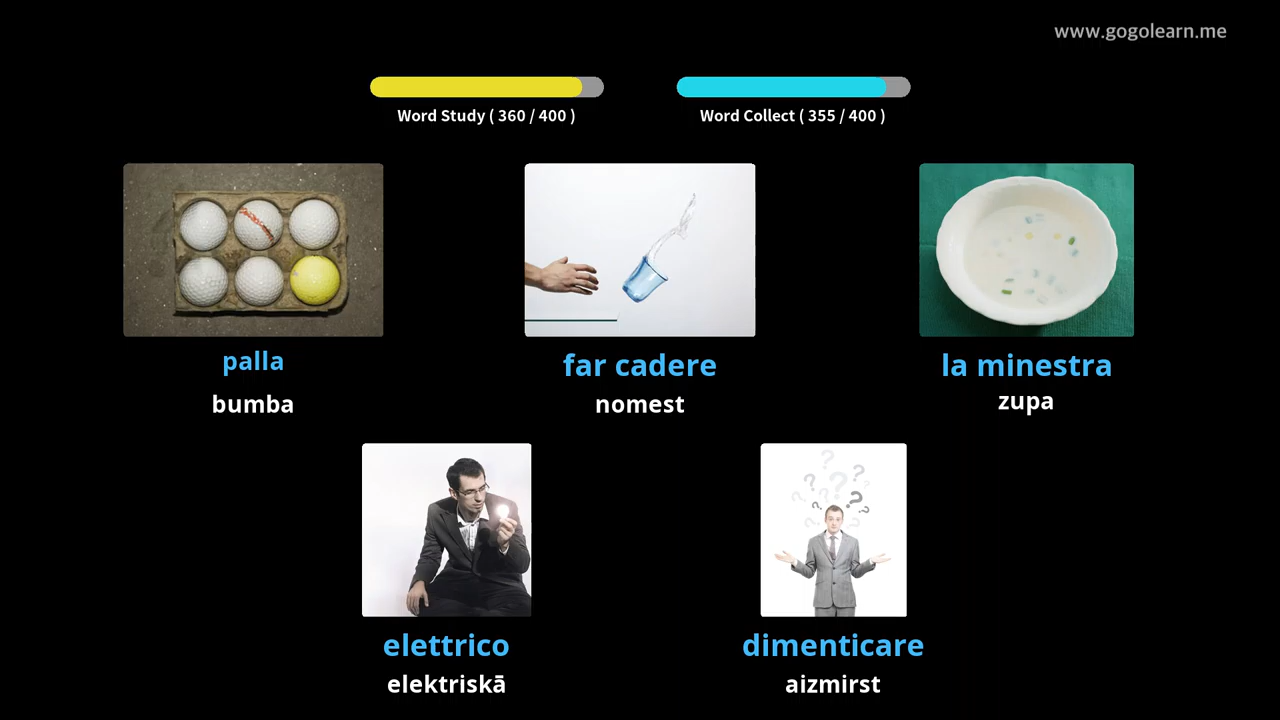 www.gogolearn.me
Word Study ( 360 / 400 )
Word Collect ( 355 / 400 )
palla
bumba
far cadere
nomest
la minestra
zupa
elettrico
elektriskā
dimenticare
aizmirst